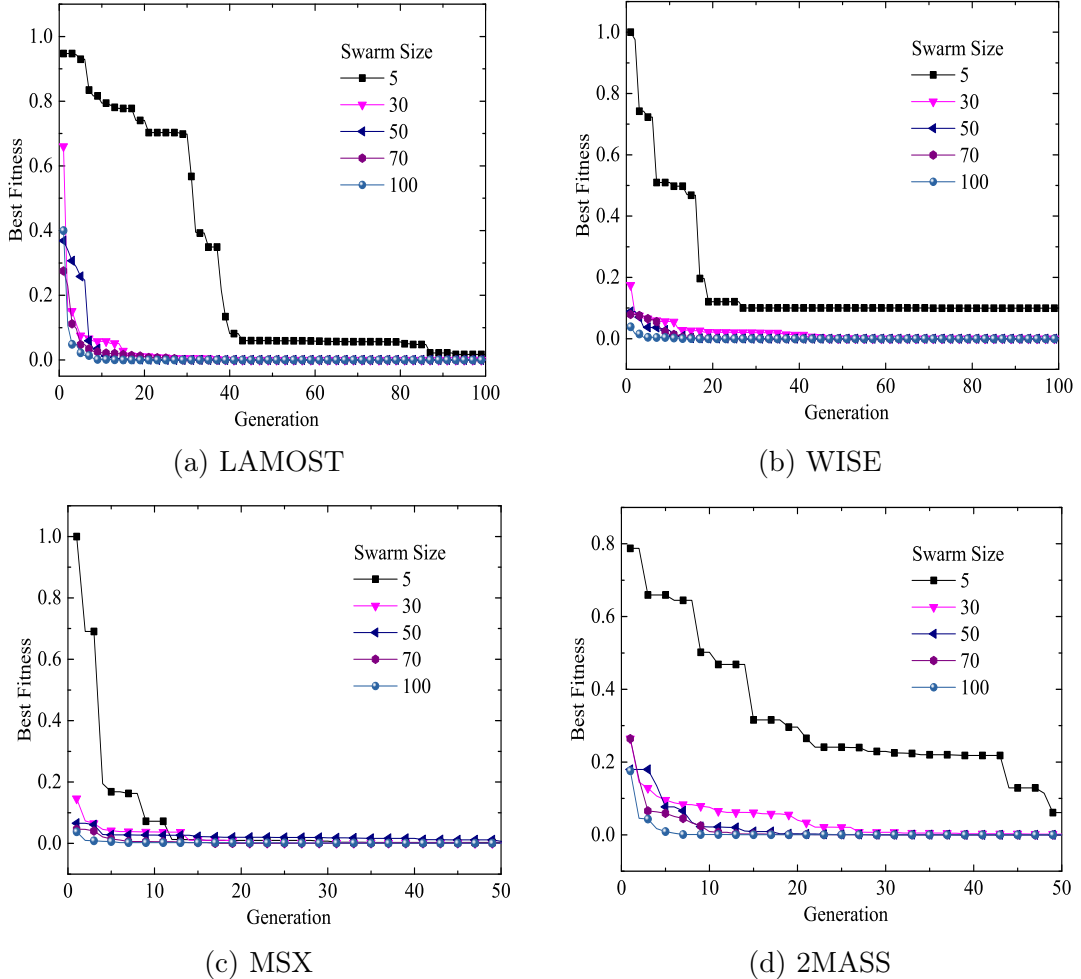 1.0
0.8
0.6
0.4
0.2
0.0
Best Fitness
Swarm Size
5
30
50
70
100
0 20 40 60 80 100
Generation
(a) LAMOST
1.0
0.8
0.6
0.4
0.2
0.0
Best Fitness
Swarm Size
5
30
50
70
100
0 20 40 60 80 100
Generation
(b) WISE
1.0
0.8
0.6
0.4
0.2
0.0
Best Fitness
Swarm Size
5
30
50
70
100
0 10 20 30 40 50
Generation
(c) MSX
0.8
0.6
0.4
0.2
0.0
Best Fitness
Swarm Size
5
30
50
70
100
0 10 20 30 40 50
Generation
(d) 2MASS